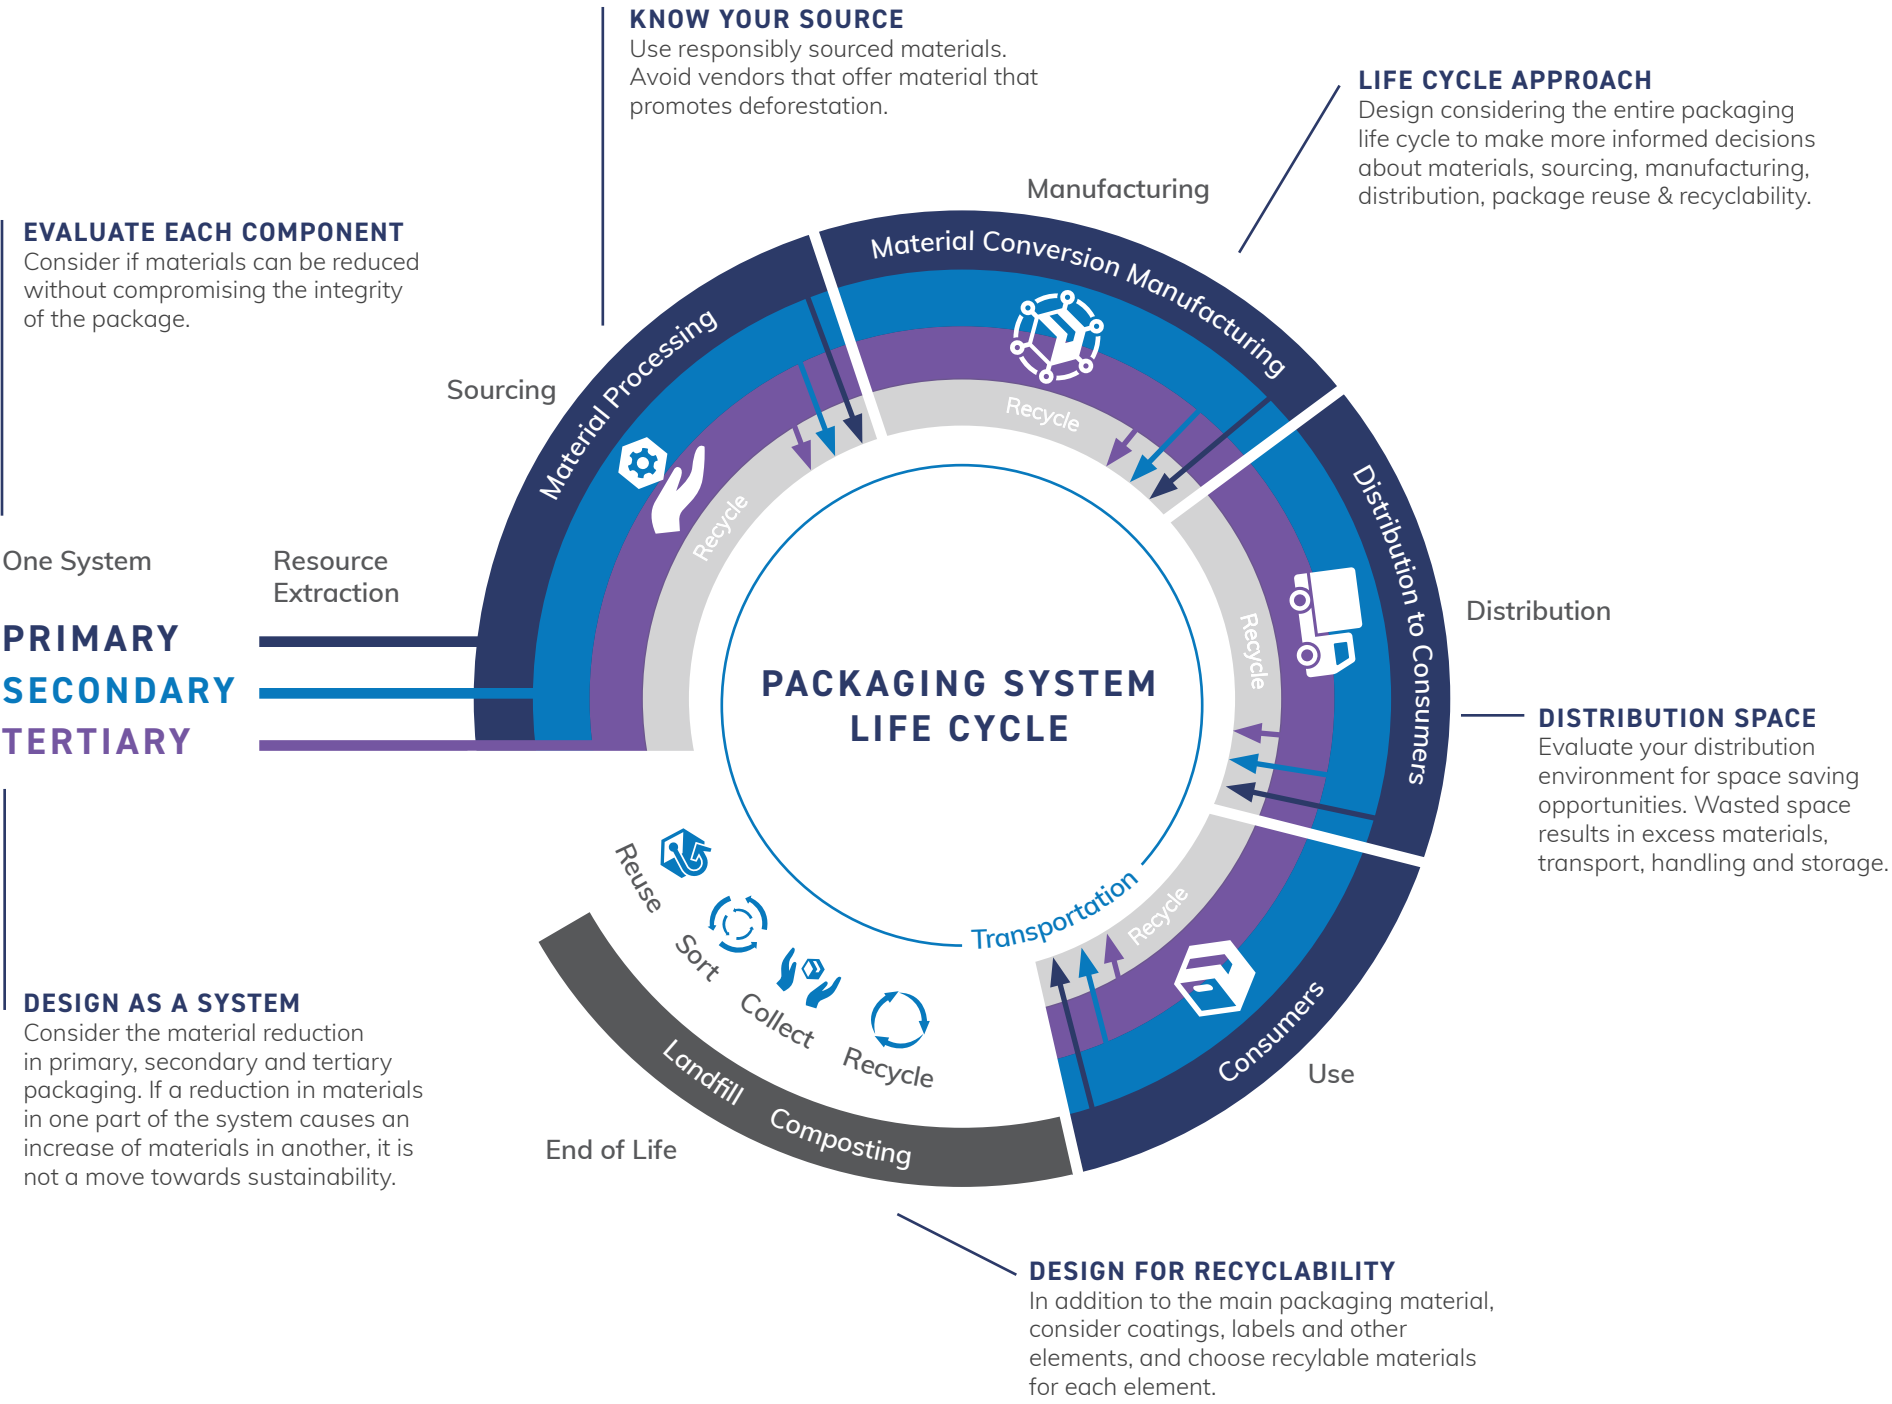 KNOW YOUR SOURCE
Use responsibly sourced materials.
Avoid vendors that offer material that
promotes deforestation.
LIFE CYCLE APPROACH
Design considering the entire packaging
life cycle to make more informed decisions
about materials, sourcing, manufacturing,
distribution, package reuse & recyclability.
EVALUATE EACH COMPONENT
Consider if materials can be reduced
without compromising the integrity
of the package.
Manufacturing
Material Conversion Manufacturing
Recycle
Sourcing
Material Processing
Recycle
One System
Resource
Extraction
PRIMARY
SECONDARY
TERTIARY
PACKAGING SYSTEM
LIFE CYCLE
Transportation
Distribution to Consumers
Recycle
Distribution
DISTRIBUTION SPACE
Evaluate your distribution
environment for space saving
opportunities. Wasted space
results in excess materials,
transport, handling and storage.
Recycle
Consumers
Use
Reuse
Sort
Collect
Recycle
Landfill
Composting
End of Life
DESIGN AS A SYSTEM
Consider the material reduction
in primary, secondary and tertiary
packaging. If a reduction in materials
in one part of the system causes an
increase of materials in another, it is
not a move towards sustainability.
DESIGN FOR RECYCLABILITY
In addition to the main packaging material,
consider coatings, labels and other
elements, and choose recylable materials
for each element.